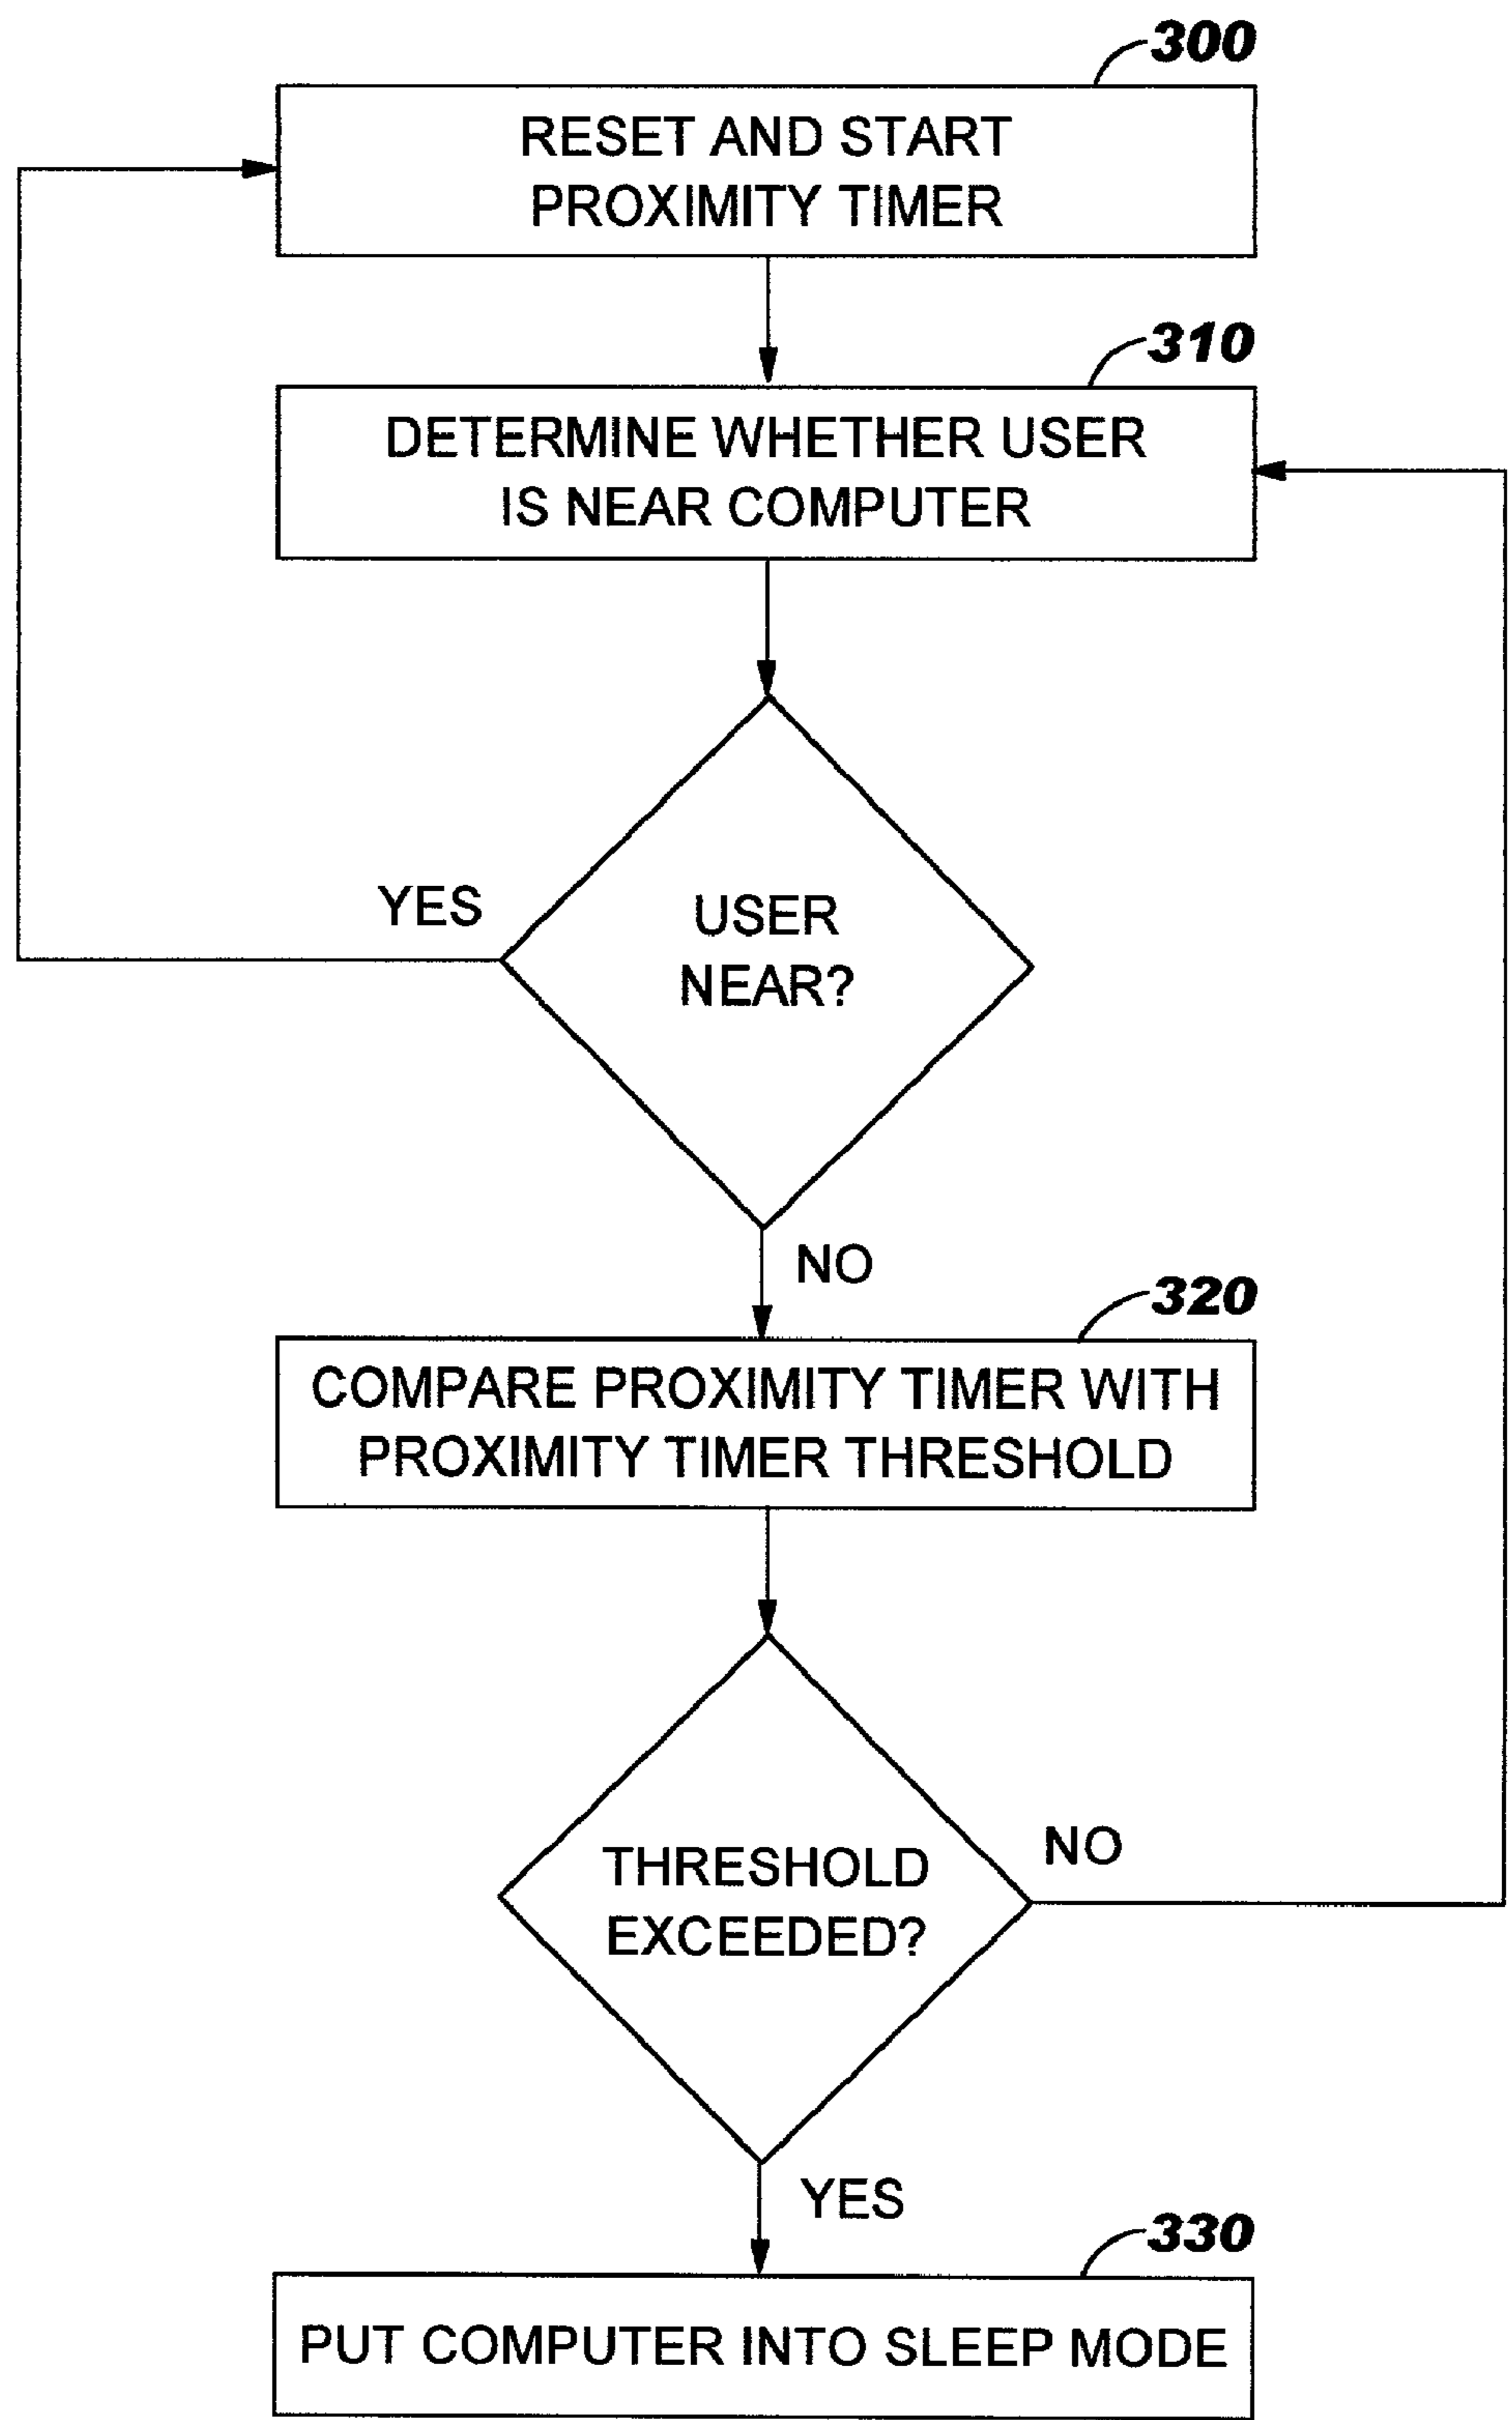 300
RESET AND START
PROXIMITY TIMER
310
DETERMINE WHETHER USER
IS NEAR COMPUTER
YES
USER
NEAR?
NO
320
COMPARE PROXIMITY TIMER WITH
PROXIMITY TIMER THRESHOLD
THRESHOLD
EXCEEDED?
NO
YES
330
PUT COMPUTER INTO SLEEP MODE